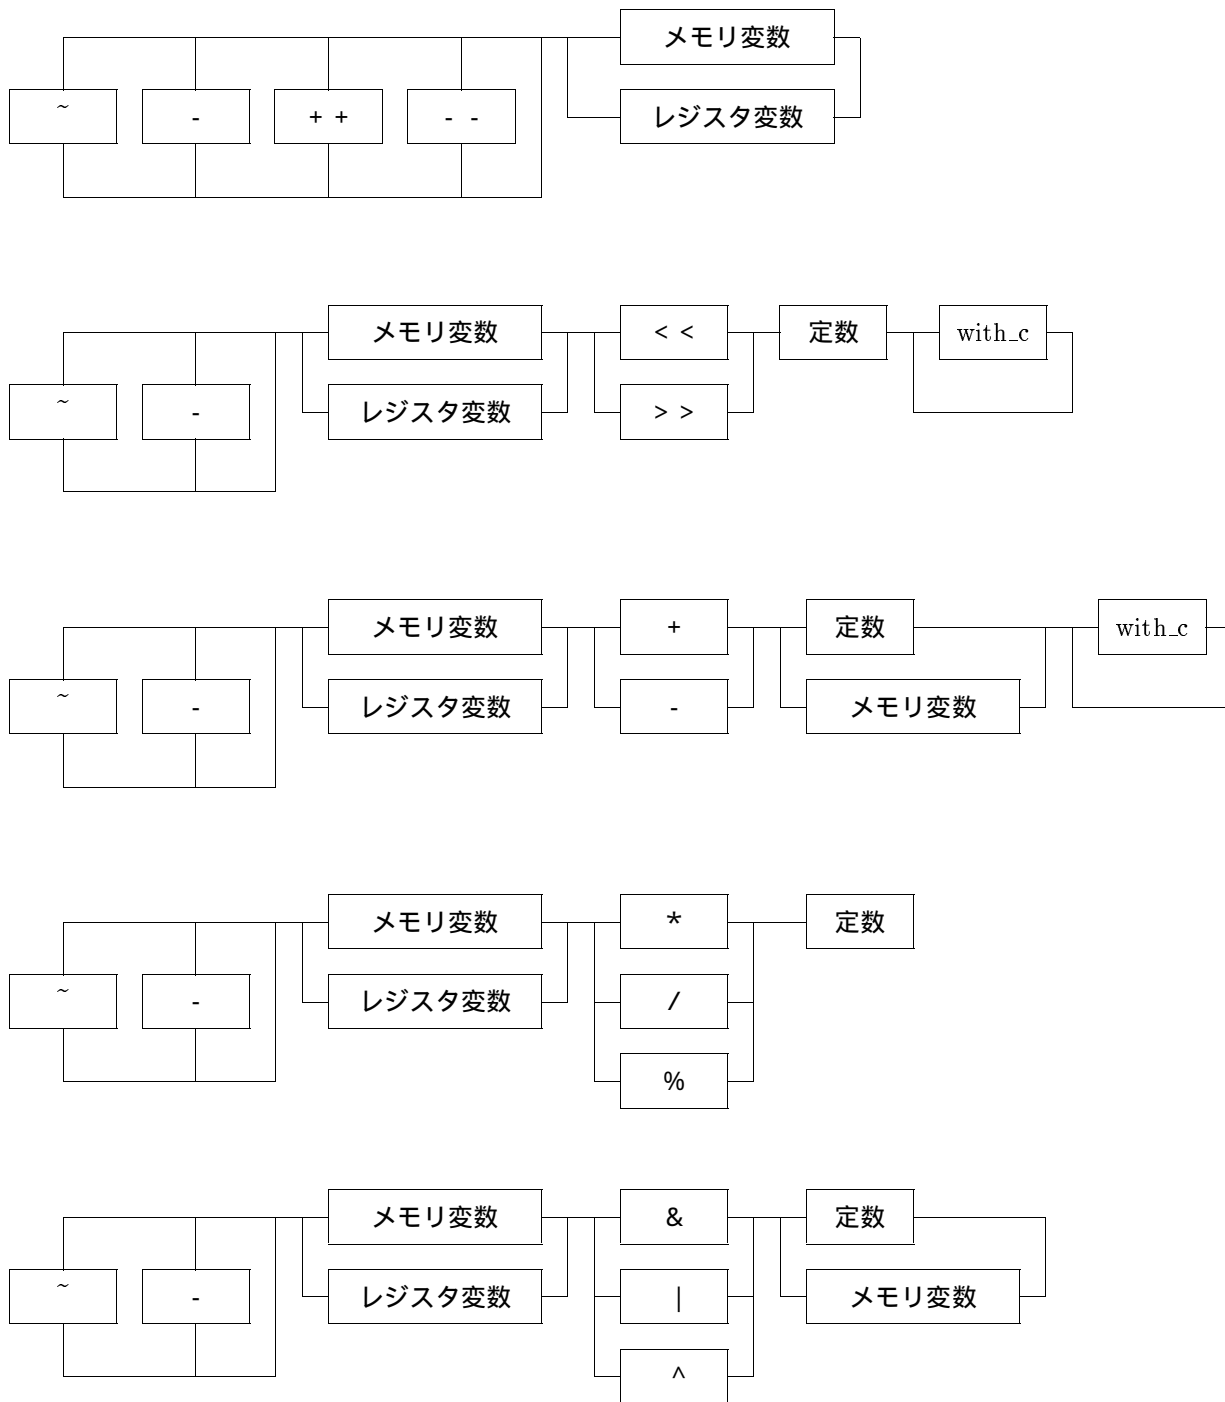 メモリ変数
~ - + + - - レジスタ変数
メモリ変数 < < 定数 with_c
~ - レジスタ変数 > >
メモリ変数 + 定数 with_c
~ - レジスタ変数 - メモリ変数
メモリ変数 * 定数
~ - レジスタ変数 /
%
メモリ変数 & 定数
~ - レジスタ変数 | メモリ変数
^